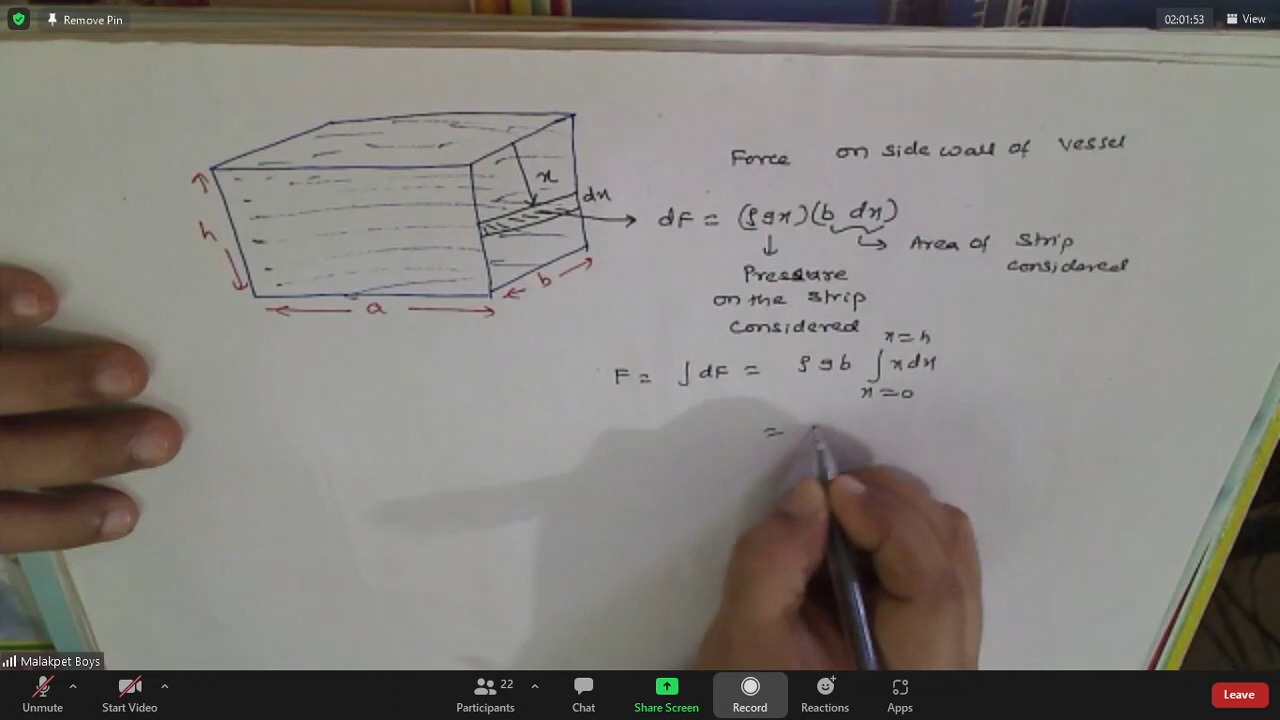 Remove Pin
02:01:53
View
Force on side wall of vessel
x
dx
dF = (ρgx)(b dx)
Area of strip
considered
h
Pressure
on the strip
considered
b
a
x=h
F = ∫dF = ρgb ∫ x dx
x=0
=
Malakpet Boys
22
Unmute
Start Video
Participants
Chat
Share Screen
Record
Reactions
Apps
Leave